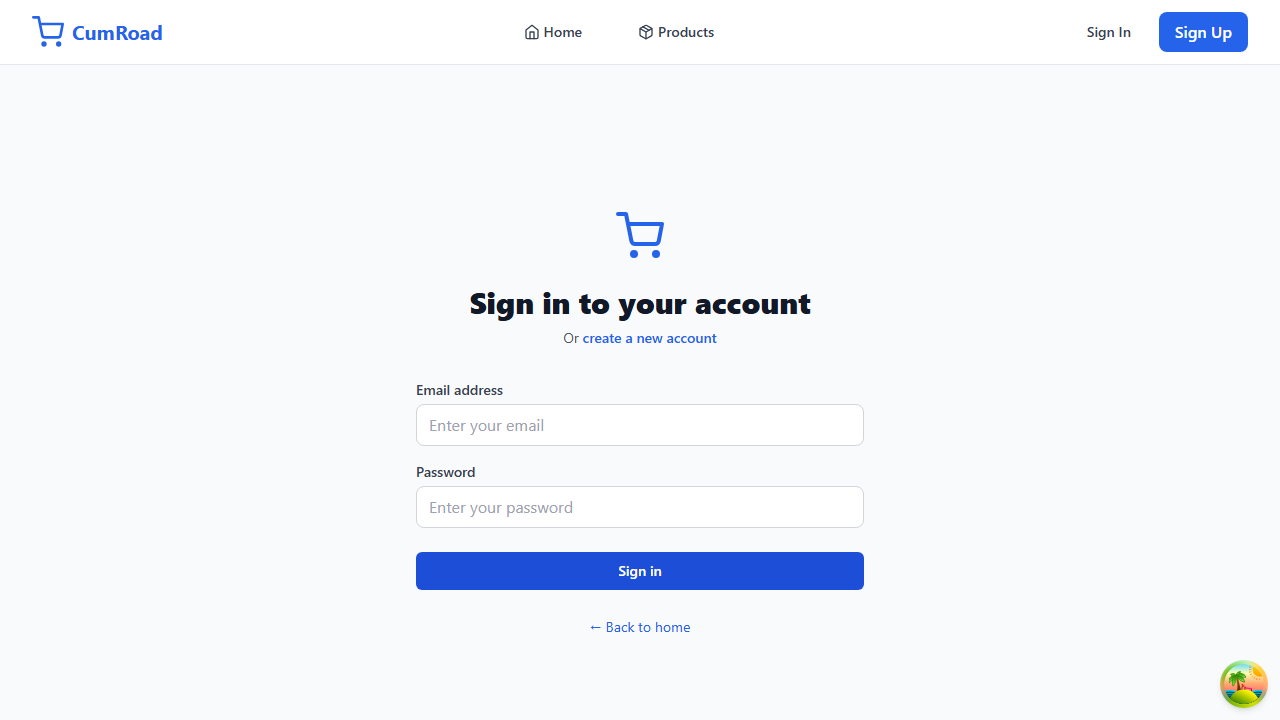 CumRoad
Home
Products
Sign In
Sign Up
Sign in to your account
Or create a new account
Email address
Enter your email
Password
Enter your password
Sign in
← Back to home